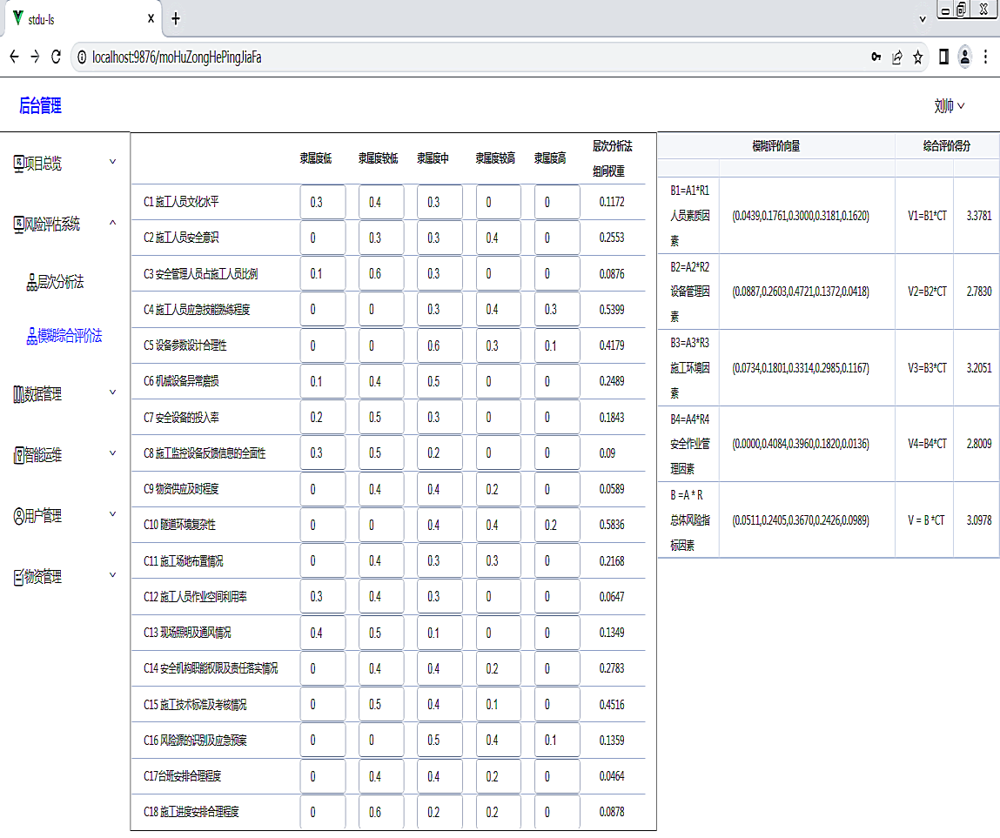 stdu-ls
localhost:9876/moHuZongHePingJiaFa
后台管理
刘帅
项目总览
风险评估系统
层次分析法
模糊综合评价法
数据管理
智能运维
用户管理
物资管理
隶属度低 隶属度较低 隶属度中 隶属度较高 隶属度高 层次分析法
组间权重
C1 施工人员文化水平 0.3 0.4 0.3 0 0 0.1172
C2 施工人员安全意识 0 0.3 0.3 0.4 0 0.2553
C3 安全管理人员占施工人员比例 0.1 0.6 0.3 0 0 0.0876
C4 施工人员应急技能熟练程度 0 0 0.3 0.4 0.3 0.5399
C5 设备参数设计合理性 0 0 0.6 0.3 0.1 0.4179
C6 机械设备异常磨损 0.1 0.4 0.5 0 0 0.2489
C7 安全设备的投入率 0.2 0.5 0.3 0 0 0.1843
C8 施工监控设备反馈信息的全面性 0.3 0.5 0.2 0 0 0.09
C9 物资供应及时程度 0 0.4 0.4 0.2 0 0.0589
C10 隧道环境复杂性 0 0 0.4 0.4 0.2 0.5836
C11 施工场地布置情况 0 0.4 0.3 0.3 0 0.2168
C12 施工人员作业空间利用率 0.3 0.4 0.3 0 0 0.0647
C13 现场照明及通风情况 0.4 0.5 0.1 0 0 0.1349
C14 安全机构职能权限及责任落实情况 0 0.4 0.4 0.2 0 0.2783
C15 施工技术标准及考核情况 0 0.5 0.4 0.1 0 0.4516
C16 风险源的识别及应急预案 0 0 0.5 0.4 0.1 0.1359
C17台班安排合理程度 0 0.4 0.4 0.2 0 0.0464
C18 施工进度安排合理程度 0 0.6 0.2 0.2 0 0.0878
模糊评价向量 综合评价得分
B1=A1*R1
人员素质因 (0.0439,0.1761,0.3000,0.3181,0.1620) V1=B1*CT 3.3781
素
B2=A2*R2
设备管理因 (0.0887,0.2603,0.4721,0.1372,0.0418) V2=B2*CT 2.7830
素
B3=A3*R3
施工环境因 (0.0734,0.1801,0.3314,0.2985,0.1167) V3=B3*CT 3.2051
素
B4=A4*R4
安全作业管 (0.0000,0.4084,0.3960,0.1820,0.0136) V4=B4*CT 2.8009
理因素
B =A * R
总体风险指 (0.0511,0.2405,0.3670,0.2426,0.0989) V = B *CT 3.0978
标因素